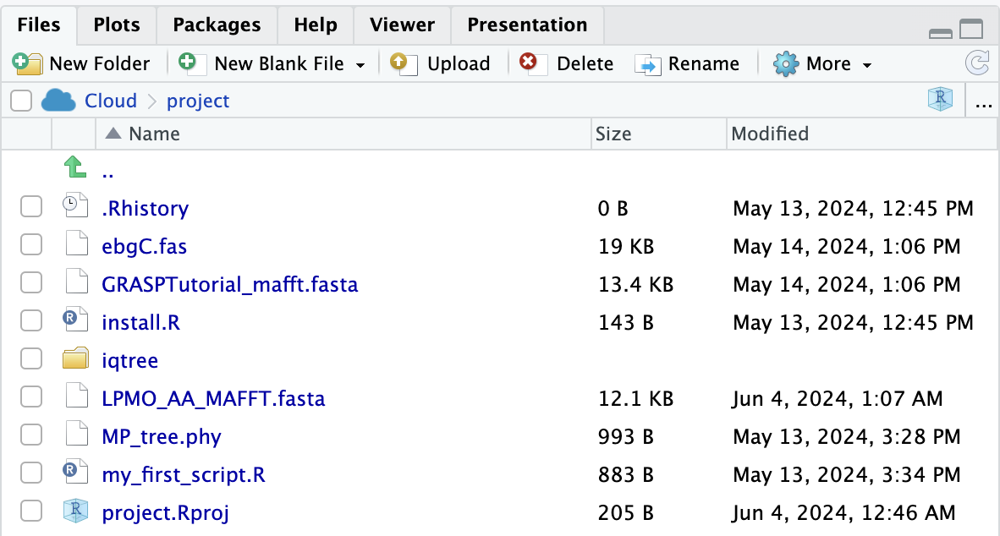 Files Plots Packages Help Viewer Presentation
New Folder New Blank File Upload Delete Rename More
Cloud project R ...
Name Size Modified
..
.Rhistory 0 B May 13, 2024, 12:45 PM
ebgC.fas 19 KB May 14, 2024, 1:06 PM
GRASPTutorial_mafft.fasta 13.4 KB May 14, 2024, 1:06 PM
R install.R 143 B May 13, 2024, 12:45 PM
iqtree
LPMO_AA_MAFFT.fasta 12.1 KB Jun 4, 2024, 1:07 AM
MP_tree.phy 993 B May 13, 2024, 3:28 PM
R my_first_script.R 883 B May 13, 2024, 3:34 PM
R project.Rproj 205 B Jun 4, 2024, 12:46 AM